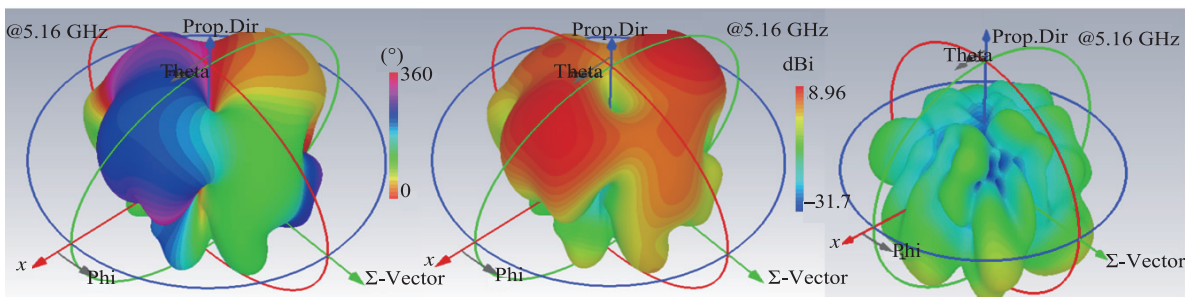 @5.16 GHz
Prop.Dir
Theta
(°)
360
0
x
Phi
Σ-Vector
Prop.Dir
@5.16 GHz
Theta
dBi
8.96
−31.7
x
Phi
Σ-Vector
Prop.Dir
@5.16 GHz
Theta
x
Phi
Σ-Vector